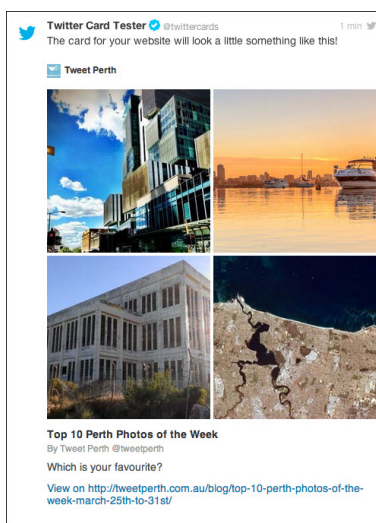 Twitter Card Tester @twittercards 1 min
The card for your website will look a little something like this!
Tweet Perth
Top 10 Perth Photos of the Week
By Tweet Perth @tweetperth
Which is your favourite?
View on http://tweetperth.com.au/blog/top-10-perth-photos-of-the-
week-march-25th-to-31st/